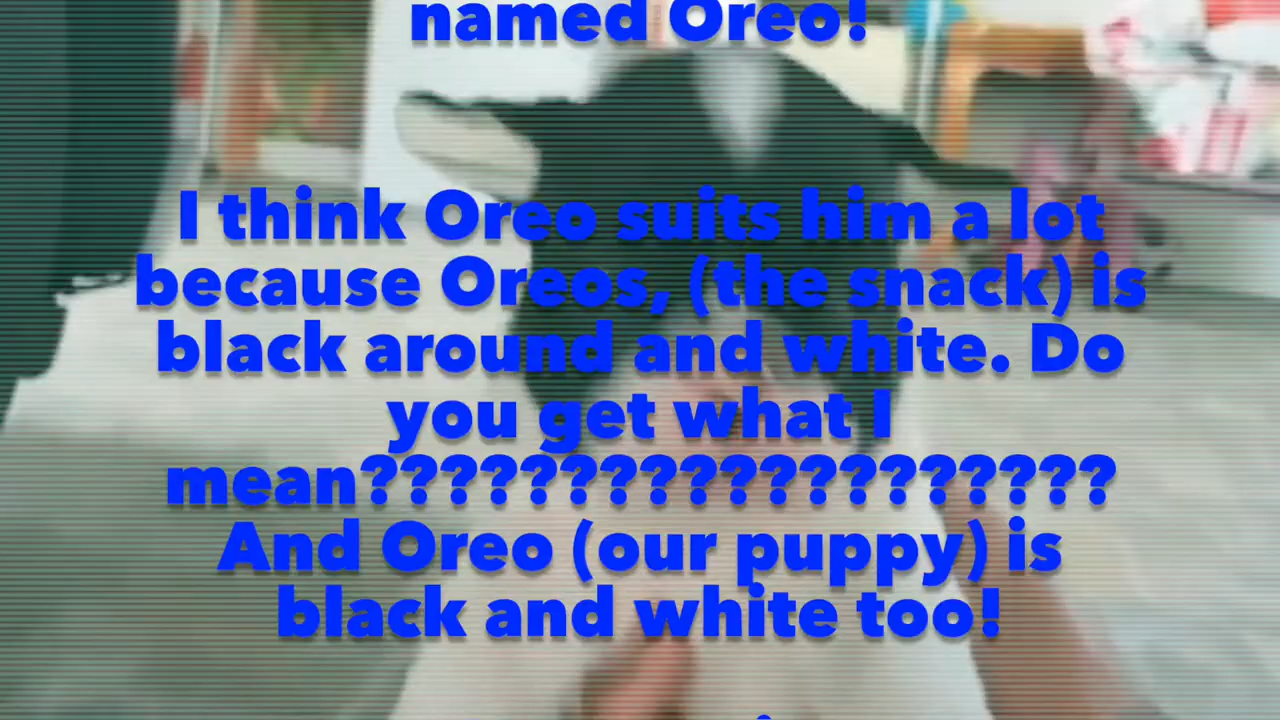 named Oreo!
I think Oreo suits him a lot
because Oreos, (the snack) is
black around and white. Do
you get what I
mean???????????????????
And Oreo (our puppy) is
black and white too!